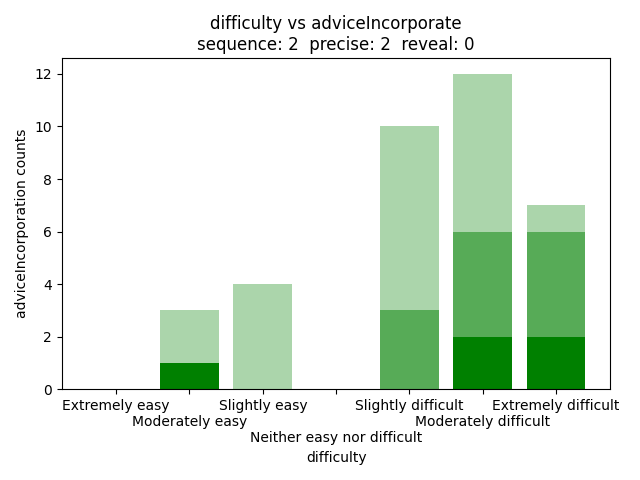 difficulty vs adviceIncorporate
sequence: 2  precise: 2  reveal: 0
adviceIncorporation counts
12
10
8
6
4
2
0
Extremely easy
Moderately easy
Slightly easy
Neither easy nor difficult
Slightly difficult
Moderately difficult
Extremely difficult
difficulty